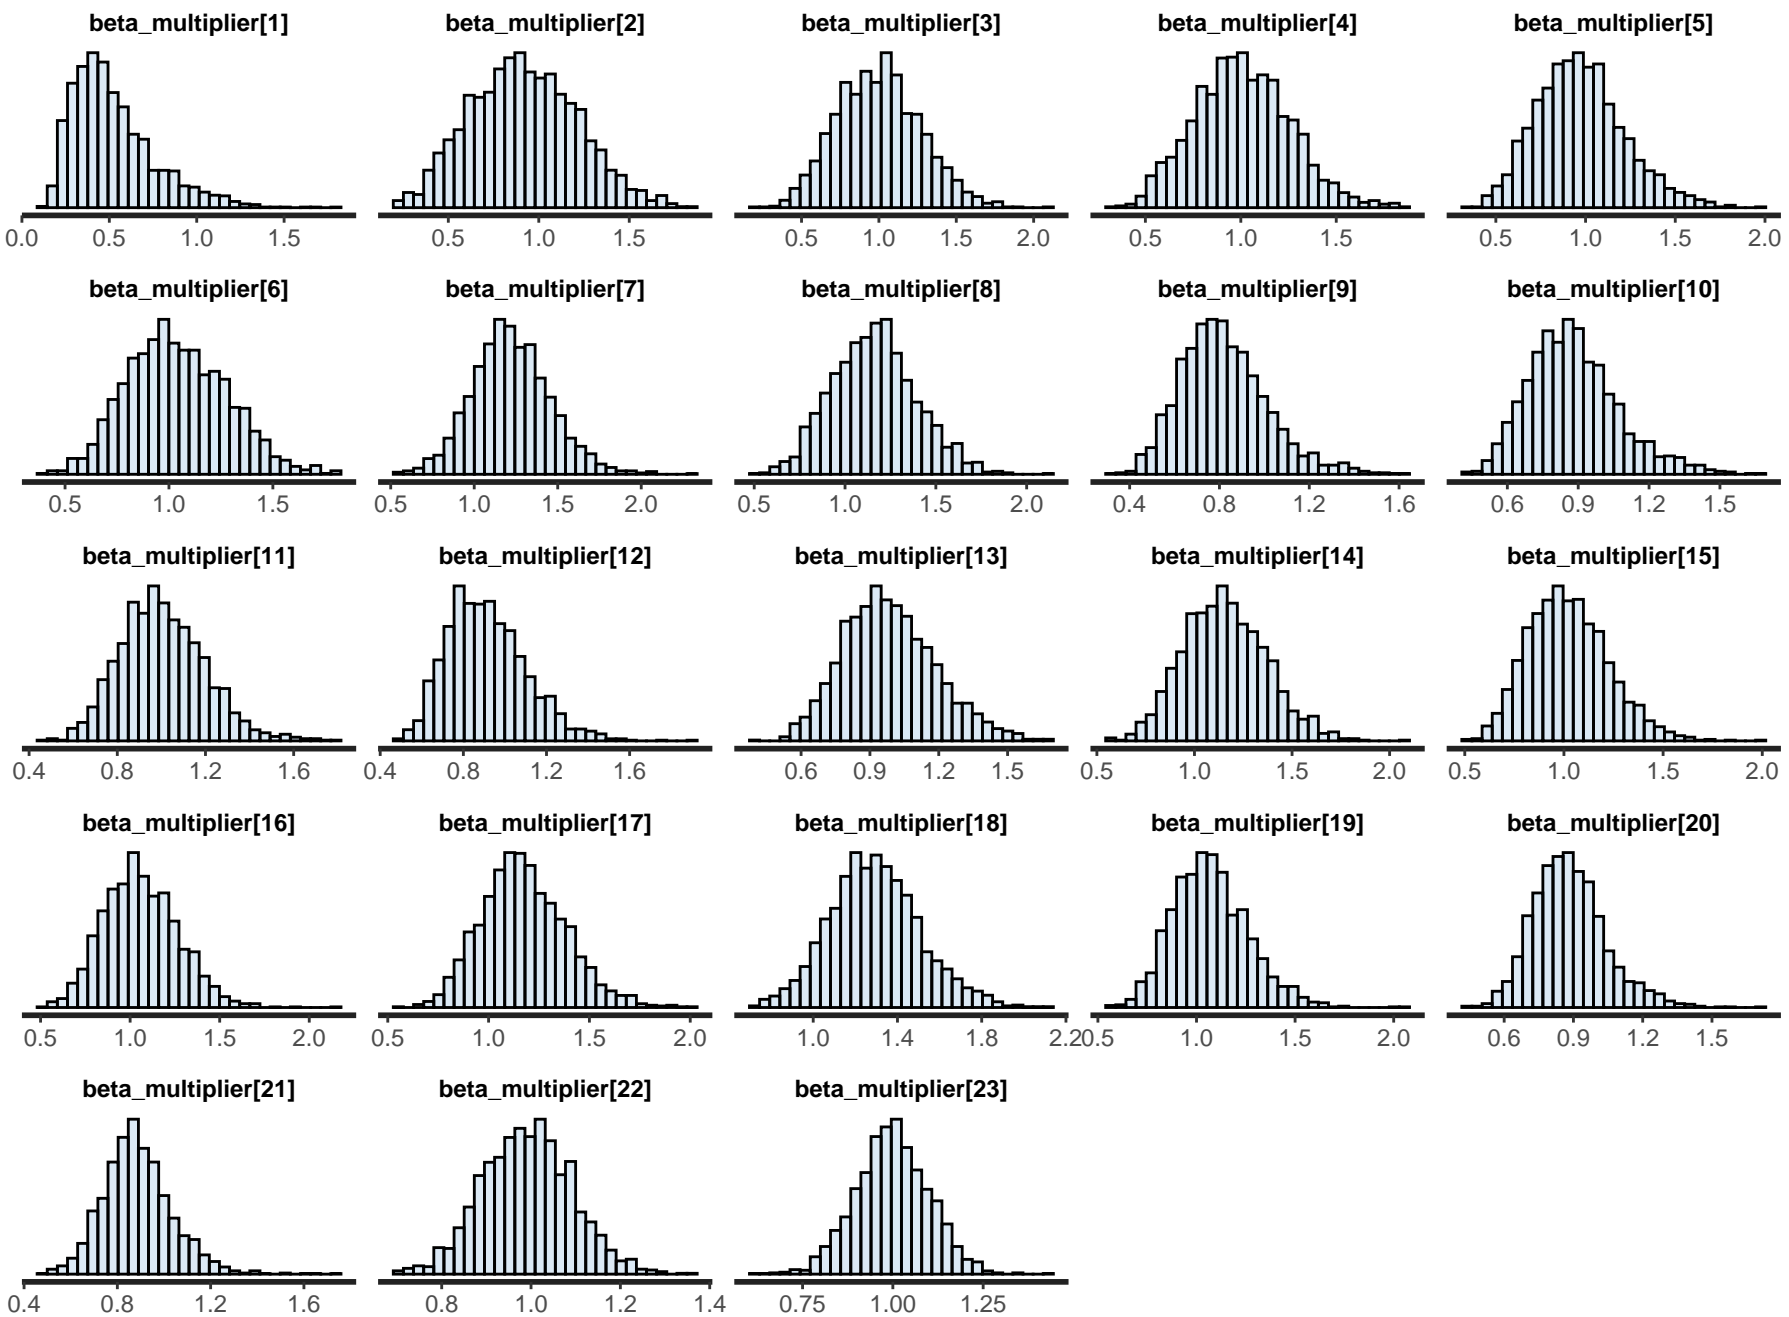 beta_multiplier[1] beta_multiplier[2] beta_multiplier[3] beta_multiplier[4] beta_multiplier[5]
0.0 0.5 1.0 1.5 0.5 1.0 1.5 0.5 1.0 1.5 2.0 0.5 1.0 1.5 0.5 1.0 1.5 2.0
beta_multiplier[6] beta_multiplier[7] beta_multiplier[8] beta_multiplier[9] beta_multiplier[10]
0.5 1.0 1.5 0.5 1.0 1.5 2.0 0.5 1.0 1.5 2.0 0.4 0.8 1.2 1.6 0.6 0.9 1.2 1.5
beta_multiplier[11] beta_multiplier[12] beta_multiplier[13] beta_multiplier[14] beta_multiplier[15]
0.4 0.8 1.2 1.6 0.4 0.8 1.2 1.6 0.6 0.9 1.2 1.5 0.5 1.0 1.5 2.0 0.5 1.0 1.5 2.0
beta_multiplier[16] beta_multiplier[17] beta_multiplier[18] beta_multiplier[19] beta_multiplier[20]
0.5 1.0 1.5 2.0 0.5 1.0 1.5 2.0 1.0 1.4 1.8 2.2 0.5 1.0 1.5 2.0 0.6 0.9 1.2 1.5
beta_multiplier[21] beta_multiplier[22] beta_multiplier[23]
0.4 0.8 1.2 1.6 0.8 1.0 1.2 1.4 0.75 1.00 1.25